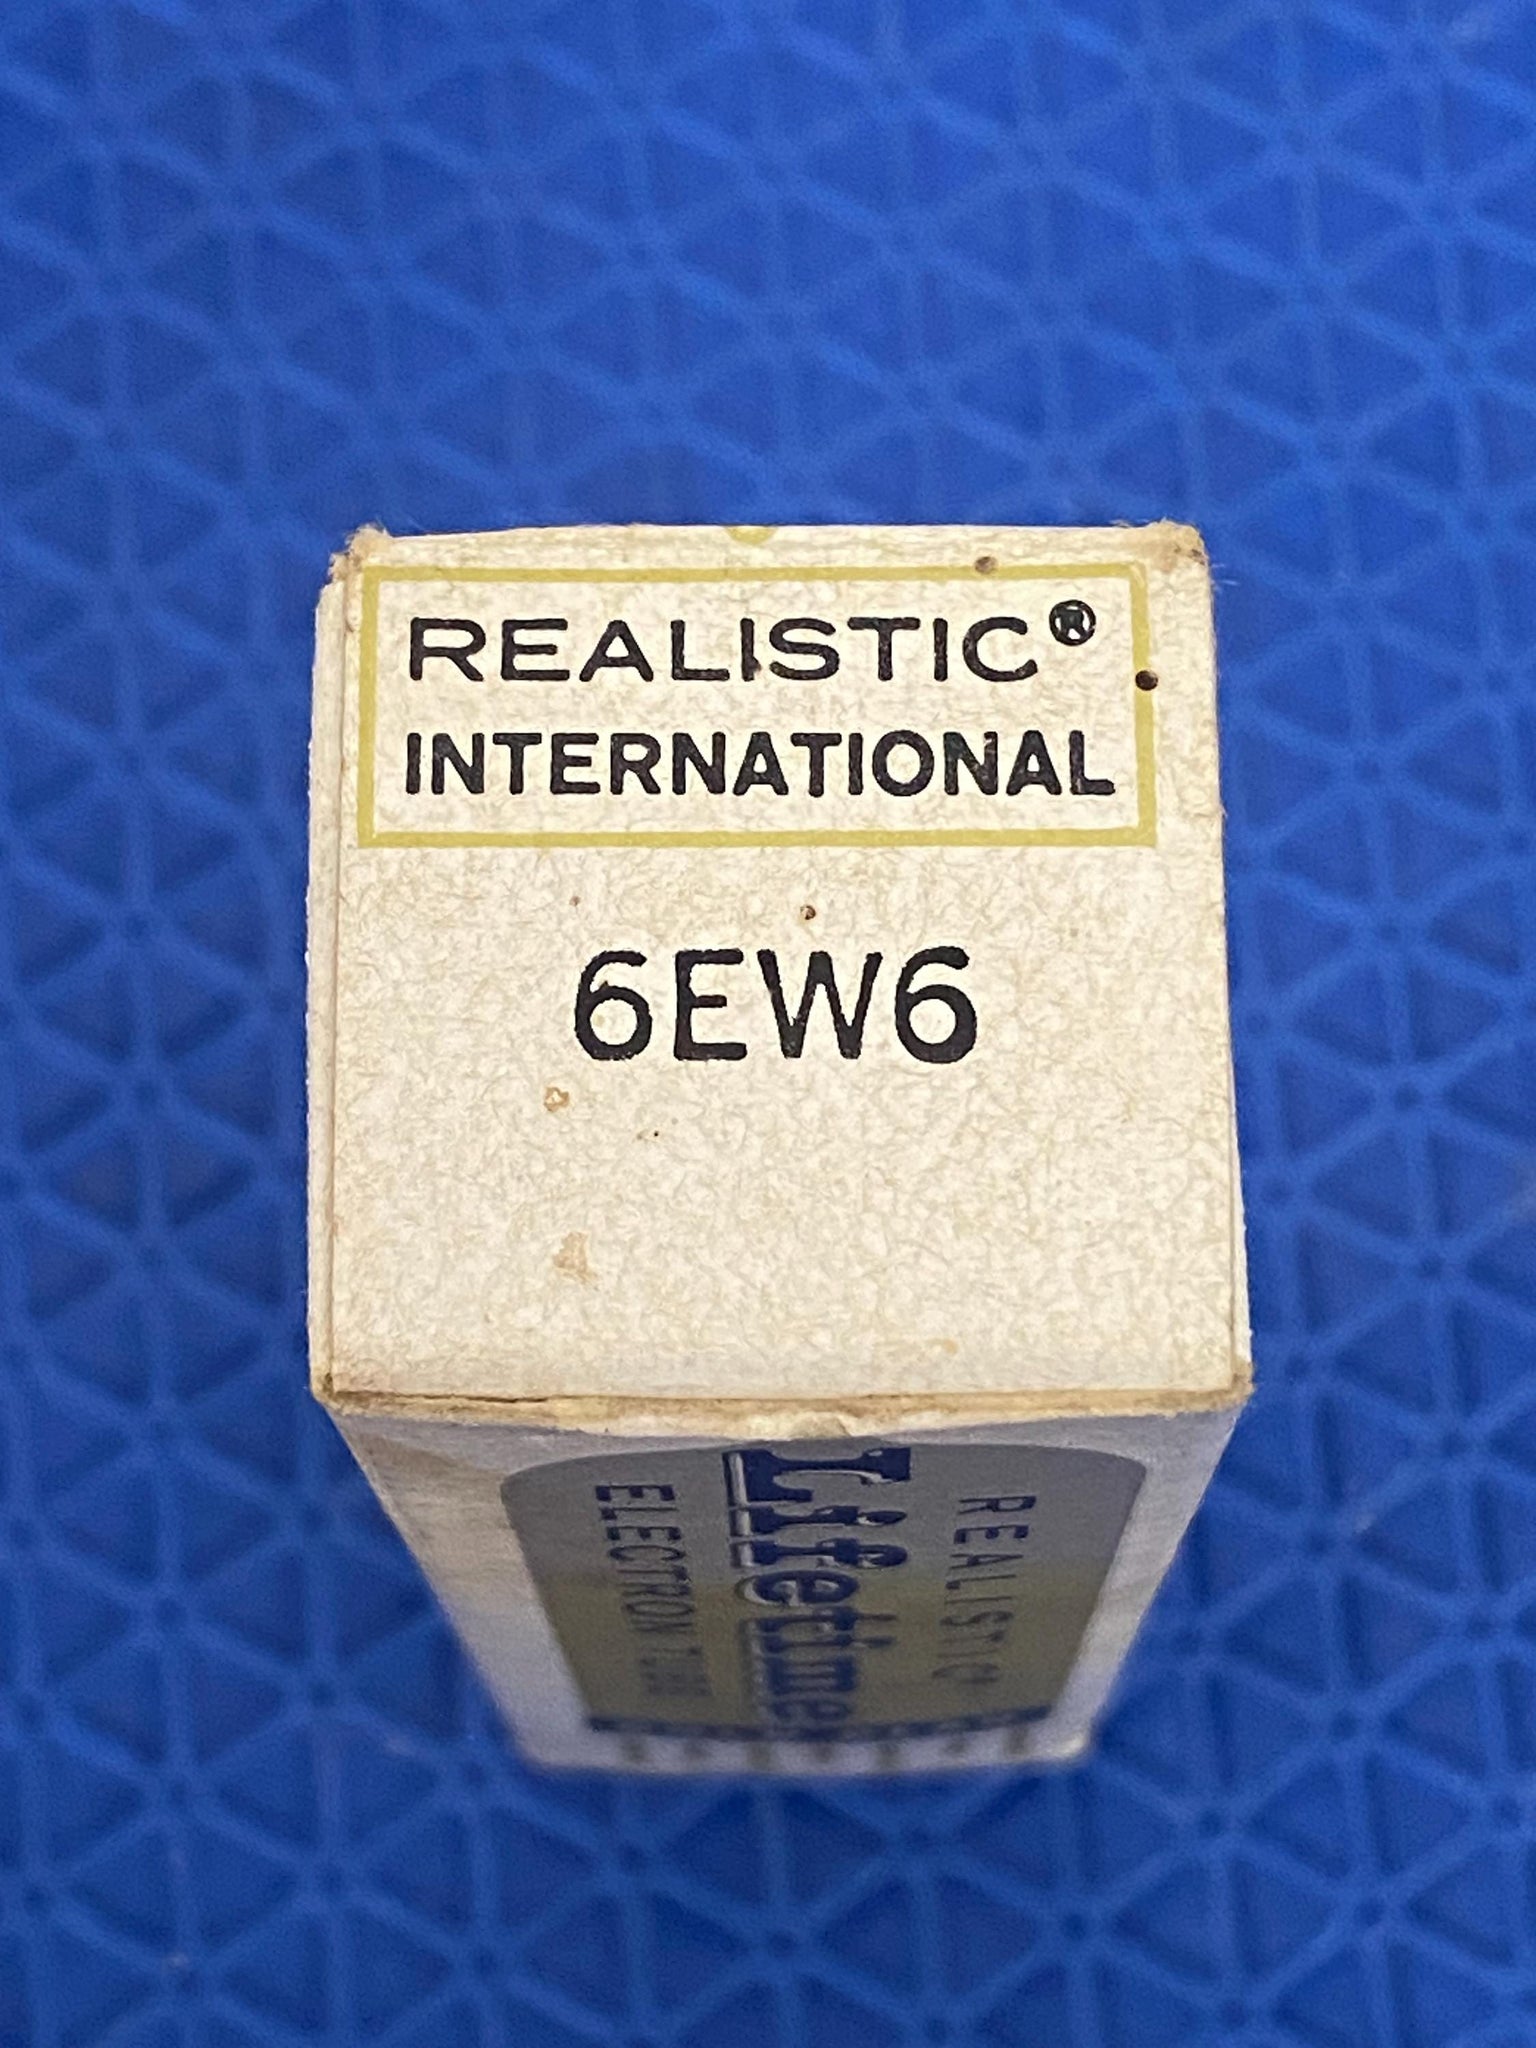 REALISTIC®
INTERNATIONAL
6EW6
REALISTIC
Lifetime
ELECTRON TUBE